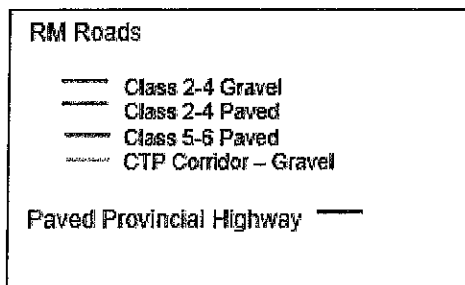 RM Roads
Class 2-4 Gravel
Class 2-4 Paved
Class 5-6 Paved
CTP Corridor – Gravel
Paved Provincial Highway